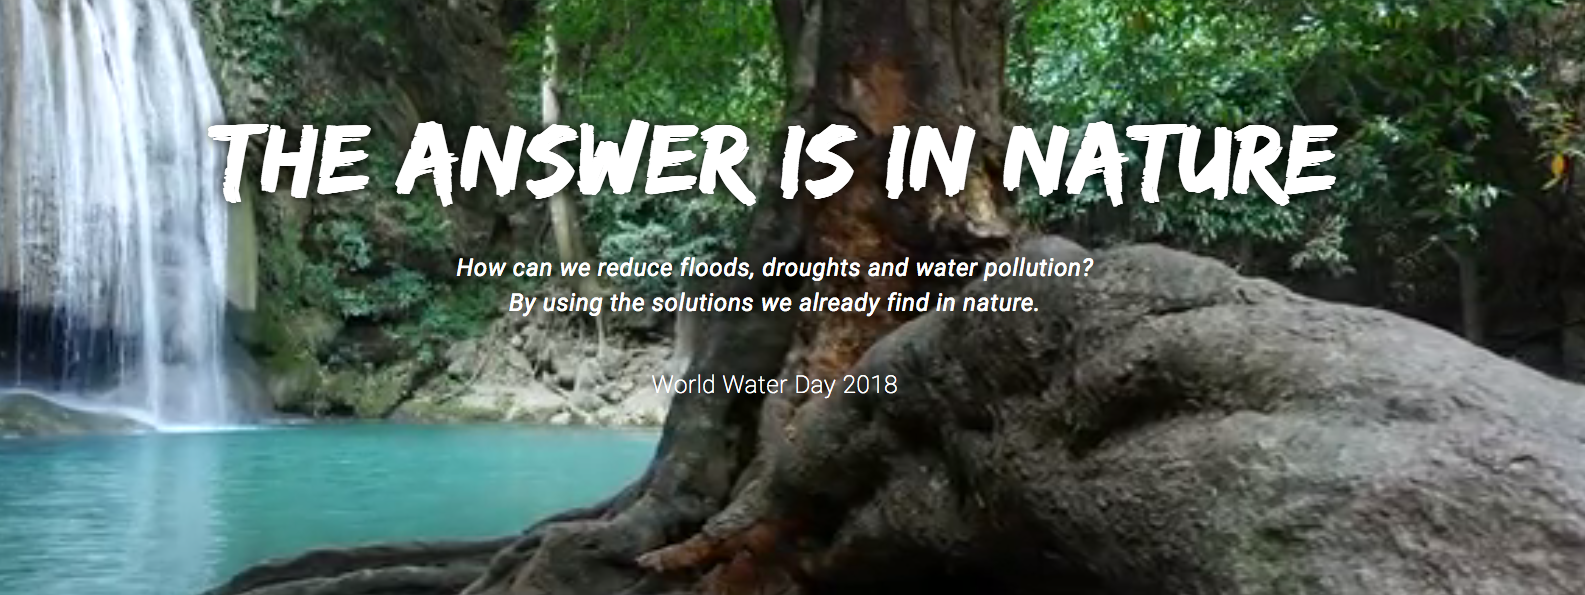 THE ANSWER IS IN NATURE
How can we reduce floods, droughts and water pollution?
By using the solutions we already find in nature.
World Water Day 2018